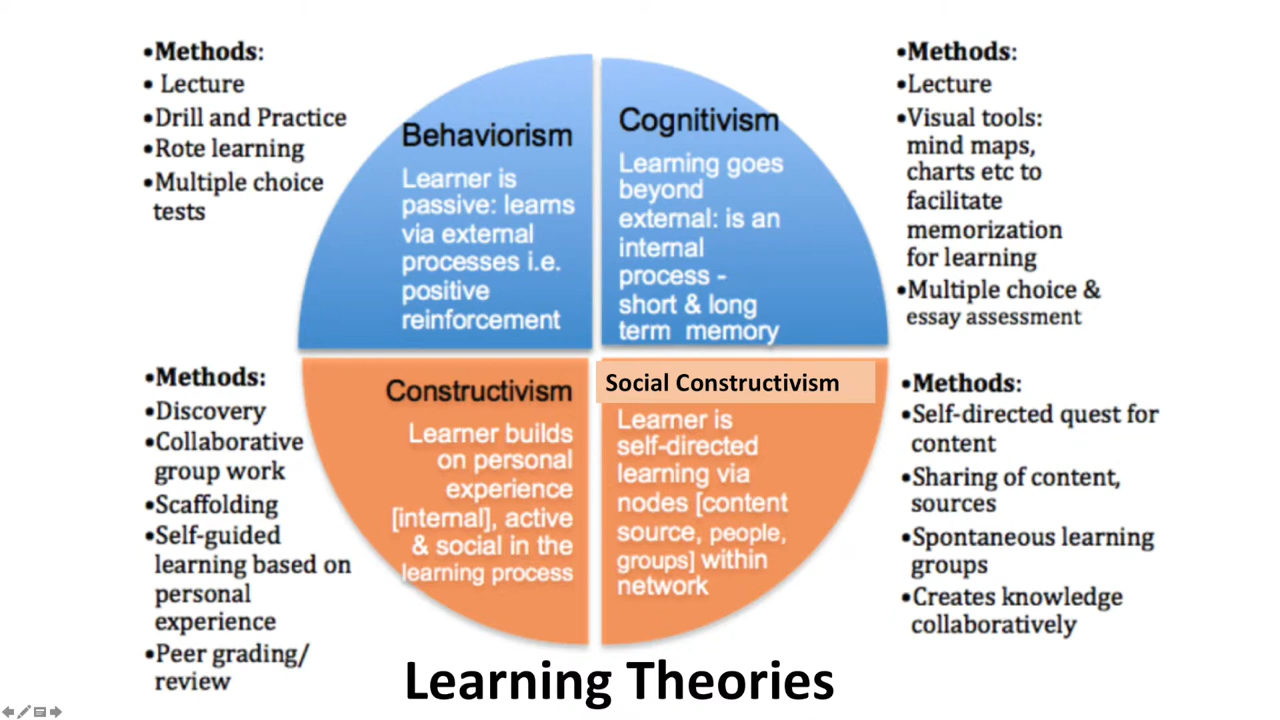 •Methods:
• Lecture
•Drill and Practice
•Rote learning
•Multiple choice
tests
Behaviorism
Learner is
passive: learns
via external
processes i.e.
positive
reinforcement
Cognitivism
Learning goes
beyond
external: is an
internal
process -
short & long
term memory
•Methods:
•Lecture
•Visual tools:
mind maps,
charts etc to
facilitate
memorization
for learning
•Multiple choice &
essay assessment
•Methods:
•Discovery
•Collaborative
group work
•Scaffolding
•Self-guided
learning based on
personal
experience
•Peer grading/
review
Constructivism
Learner builds
on personal
experience
[internal], active
& social in the
learning process
Social Constructivism
Learner is
self-directed
learning via
nodes [content
source, people,
groups] within
network
•Methods:
•Self-directed quest for
content
•Sharing of content,
sources
•Spontaneous learning
groups
•Creates knowledge
collaboratively
Learning Theories